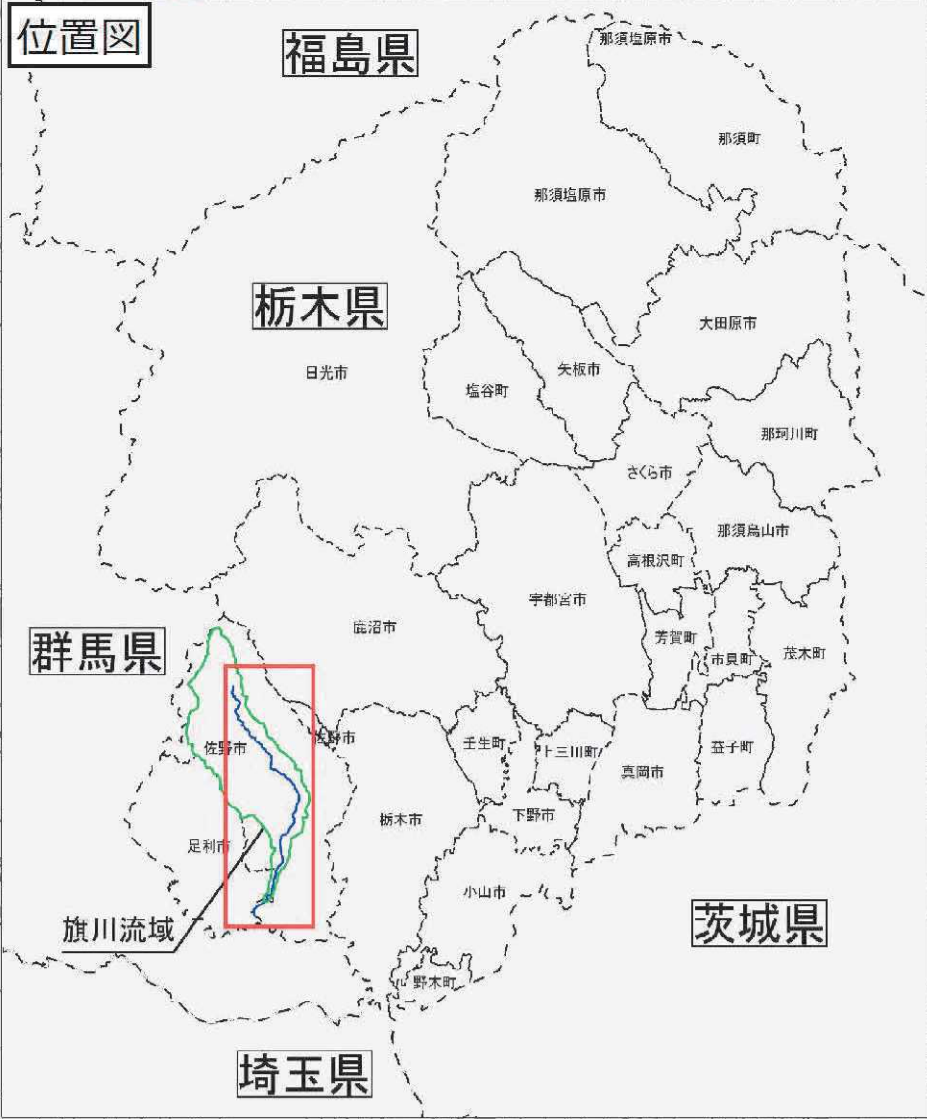 位置図
福島県
那須塩原市
那須町
那須塩原市
栃木県
大田原市
日光市
矢板市
塩谷町
那珂川町
さくら市
那須烏山市
高根沢町
宇都宮市
鹿沼市
芳賀町
群馬県
市貝町
茂木町
佐野市
佐野市
壬生町
上三川町
益子町
真岡市
下野市
栃木市
足利市
小山市
旗川流域
茨城県
野木町
埼玉県